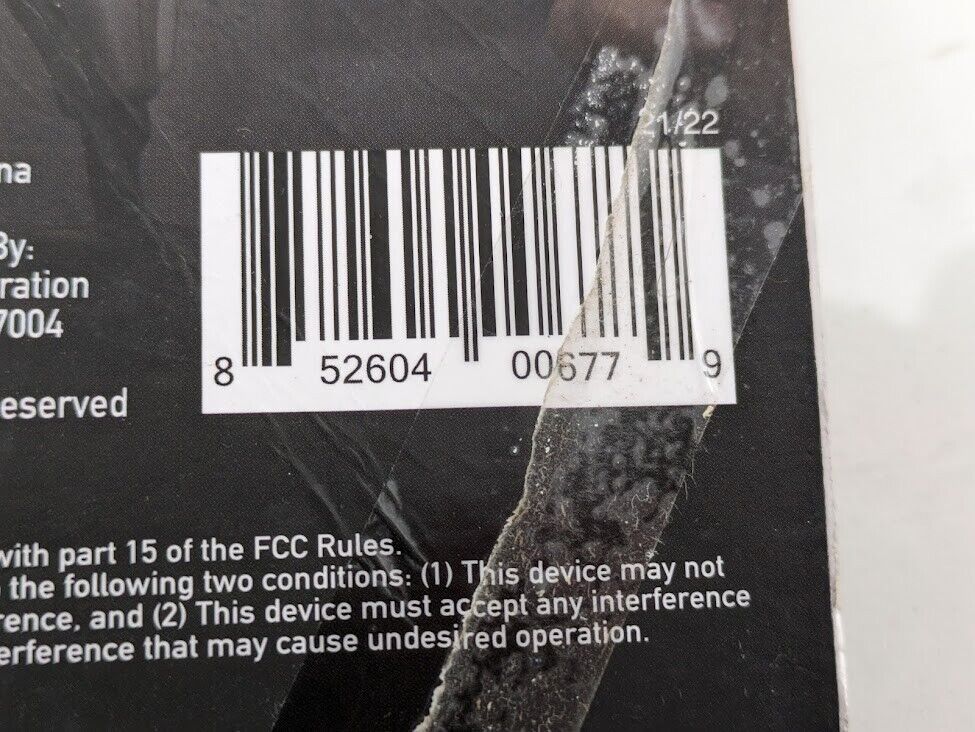 21/22
na
By:
ration
7004
eserved
8 52604 00677 9
with part 15 of the FCC Rules.
the following two conditions: (1) This device may not
rence, and (2) This device must accept any interference
erference that may cause undesired operation.